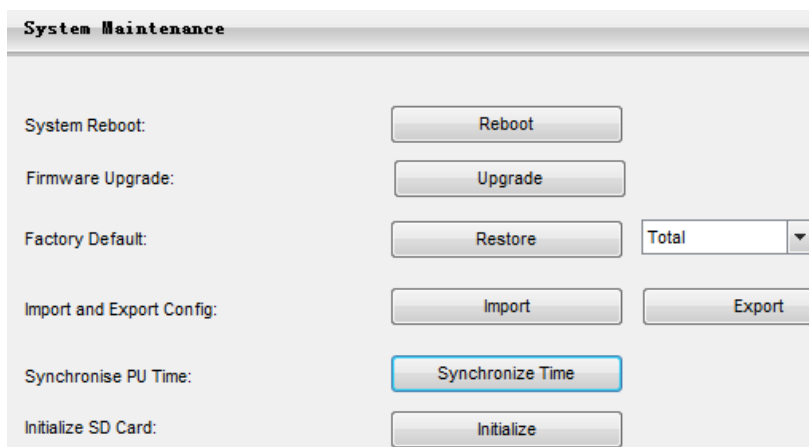 System Maintenance
System Reboot: Reboot
Firmware Upgrade: Upgrade
Factory Default: Restore Total
Import and Export Config: Import Export
Synchronise PU Time: Synchronize Time
Initialize SD Card: Initialize